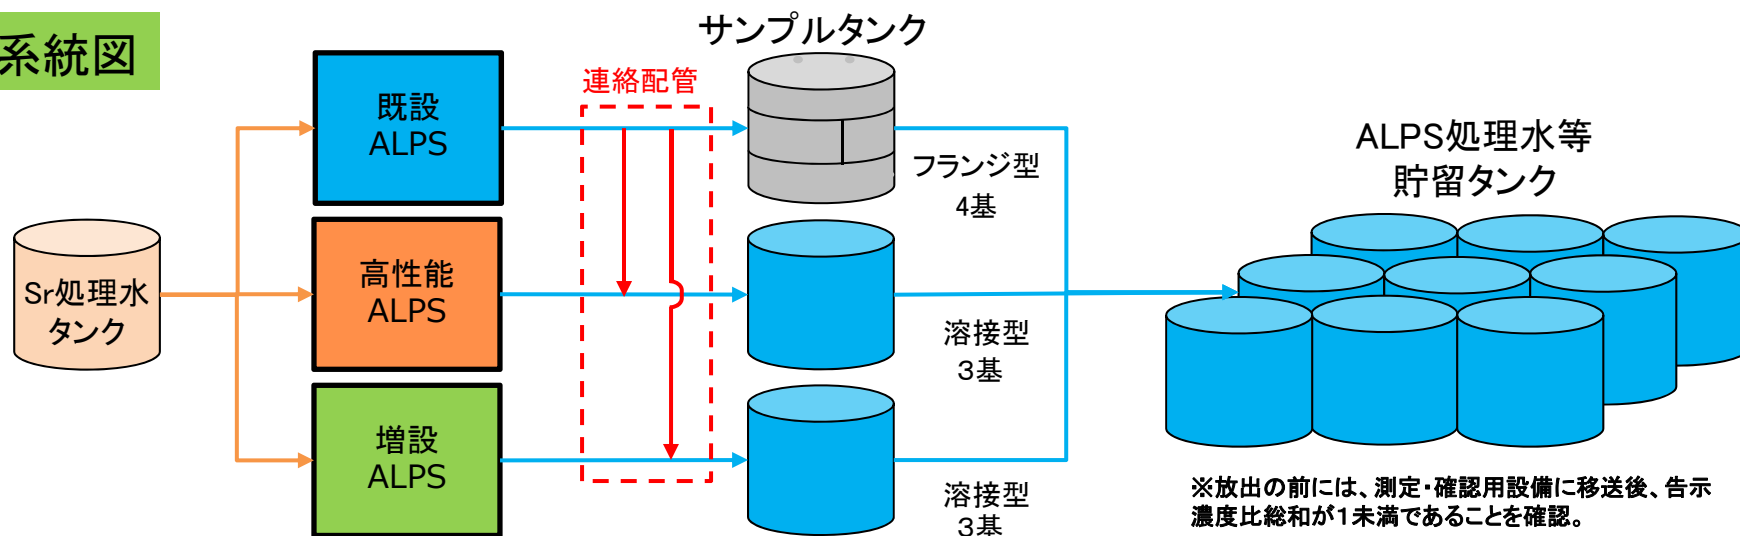 系統図
サンプルタンク
連絡配管
既設
ALPS
フランジ型
4基
ALPS処理水等
貯留タンク
Sr処理水
タンク
高性能
ALPS
溶接型
3基
増設
ALPS
溶接型
3基
※放出の前には、測定・確認用設備に移送後、告示
濃度比総和が1未満であることを確認。